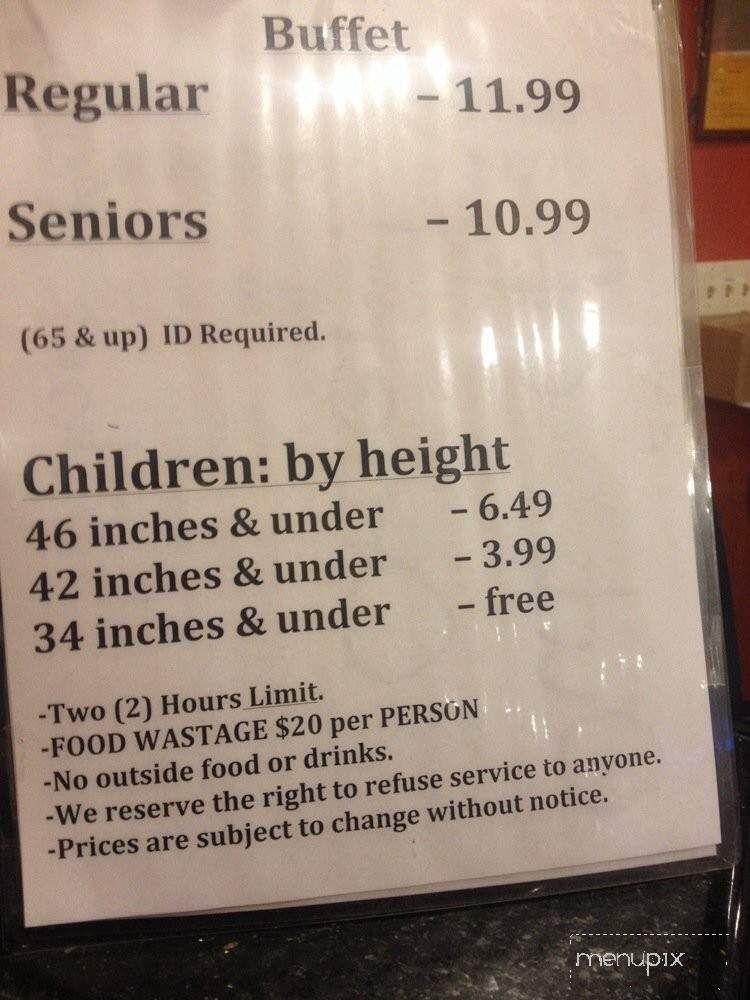 Buffet
Regular – 11.99
Seniors – 10.99
(65 & up) ID Required.
Children: by height
46 inches & under – 6.49
42 inches & under – 3.99
34 inches & under – free
-Two (2) Hours Limit.
-FOOD WASTAGE $20 per PERSON
-No outside food or drinks.
-We reserve the right to refuse service to anyone.
-Prices are subject to change without notice.
menupix